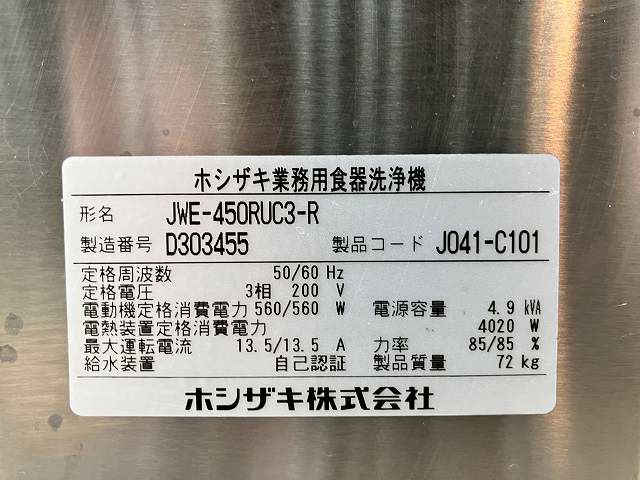 ホシザキ業務用食器洗浄機
形名 JWE-450RUC3-R
製造番号 D303455 製品コード J041-C101
定格周波数 50/60 Hz
定格電圧 3相 200 V
電動機定格消費電力 560/560 W 電源容量 4.9 kVA
電熱装置定格消費電力 4020 W
最大運転電流 13.5/13.5 A 力率 85/85 %
給水装置 自己認証 製品質量 72 kg
ホシザキ株式会社